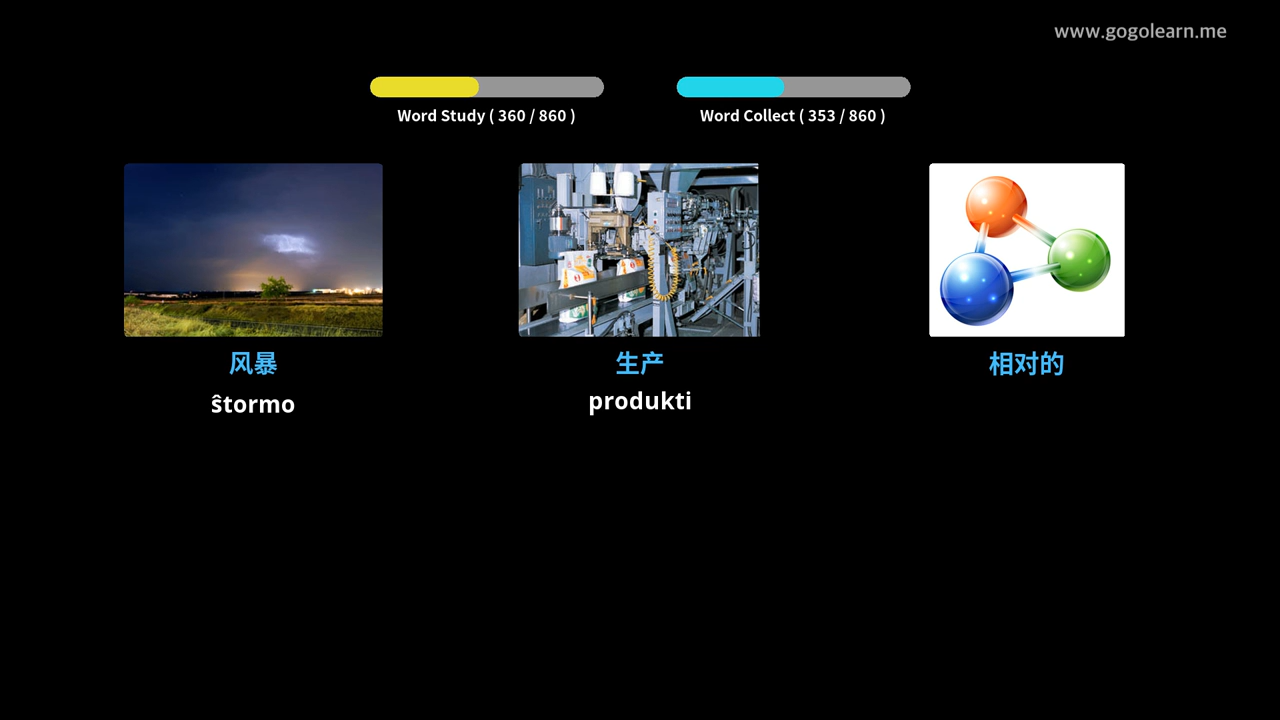 www.gogolearn.me
Word Study ( 360 / 860 )
Word Collect ( 353 / 860 )
风暴
生产
相对的
ŝtormo
produkti